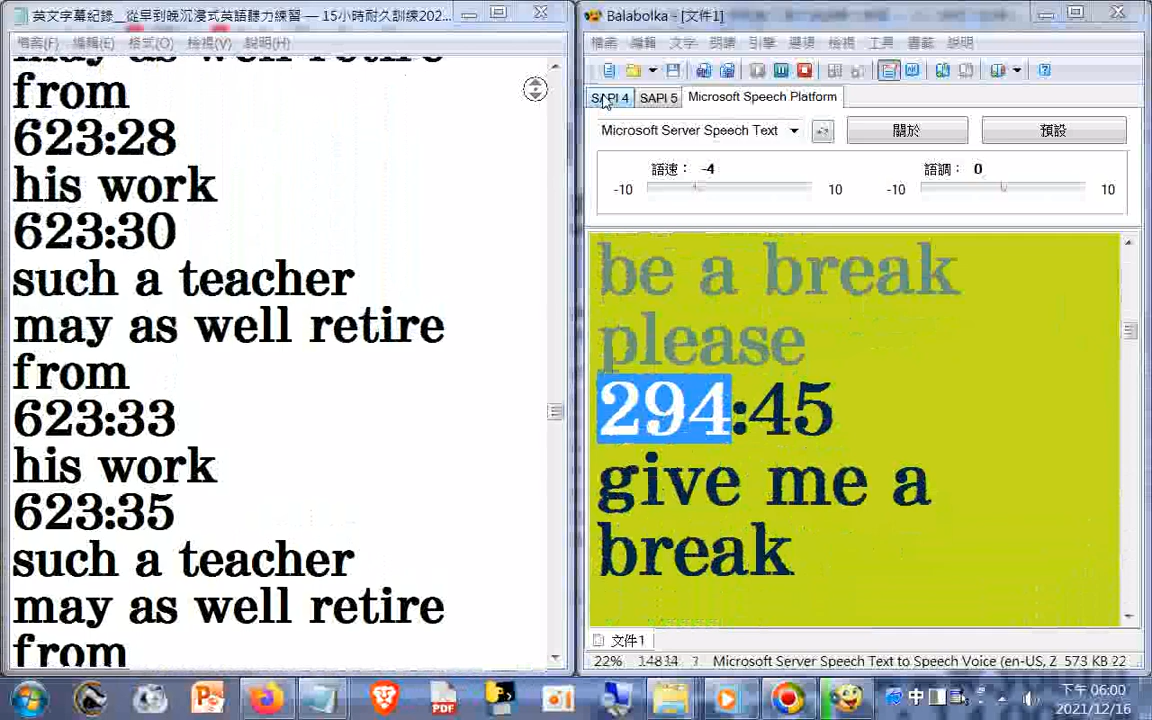 英文字幕紀錄__從早到晚沉浸式英語聽力練習 — 15小時耐久訓練202...
檔案(F) 編輯(E) 格式(O) 檢視(V) 說明(H)
may as well retire
from
623:28
his work
623:30
such a teacher
may as well retire
from
623:33
his work
623:35
such a teacher
may as well retire
from
Balabolka - [文件1]
檔案 編輯 文字 朗讀 引擎 選項 檢視 工具 書籤 說明
SAPI 4 SAPI 5 Microsoft Speech Platform
Microsoft Server Speech Text 關於 預設
語速: -4 語調: 0
-10 10 -10 10
be a break
please
294:45
give me a
break
文件1
22% Microsoft Server Speech Text to Speech Voice (en-US, Z 573 KB 22
PDF
中
下午 06:00
2021/12/16